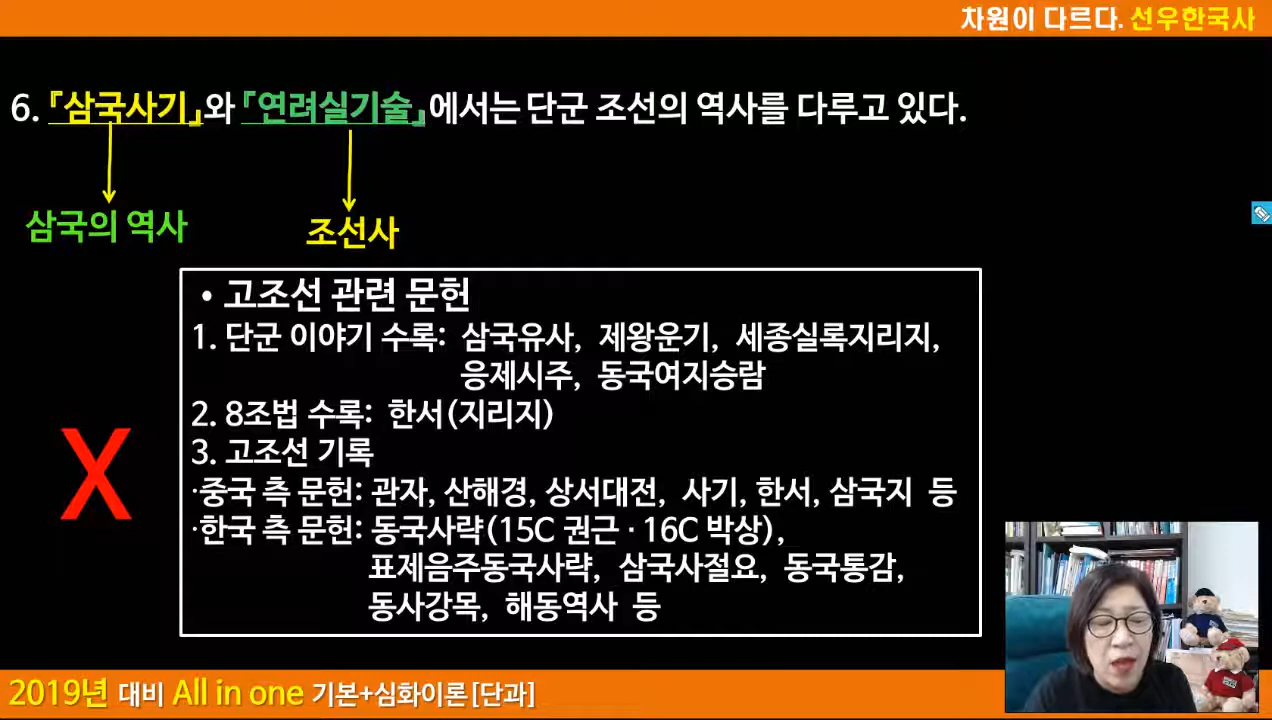 차원이 다르다. 선우한국사
6. 『삼국사기』와 『연려실기술』에서는 단군 조선의 역사를 다루고 있다.
삼국의 역사
조선사
• 고조선 관련 문헌
1. 단군 이야기 수록: 삼국유사, 제왕운기, 세종실록지리지,
응제시주, 동국여지승람
2. 8조법 수록: 한서(지리지)
3. 고조선 기록
·중국 측 문헌: 관자, 산해경, 상서대전, 사기, 한서, 삼국지 등
·한국 측 문헌: 동국사략(15C 권근 · 16C 박상),
표제음주동국사략, 삼국사절요, 동국통감,
동사강목, 해동역사 등
X
2019년 대비 All in one 기본+심화이론[단과]